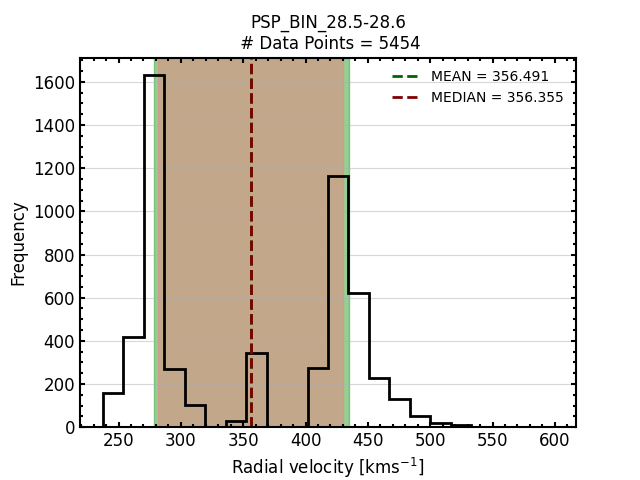 PSP_BIN_28.5-28.6
# Data Points = 5454
MEAN = 356.491
MEDIAN = 356.355
Frequency
1600
1400
1200
1000
800
600
400
200
0
250 300 350 400 450 500 550 600
Radial velocity [kms⁻¹]